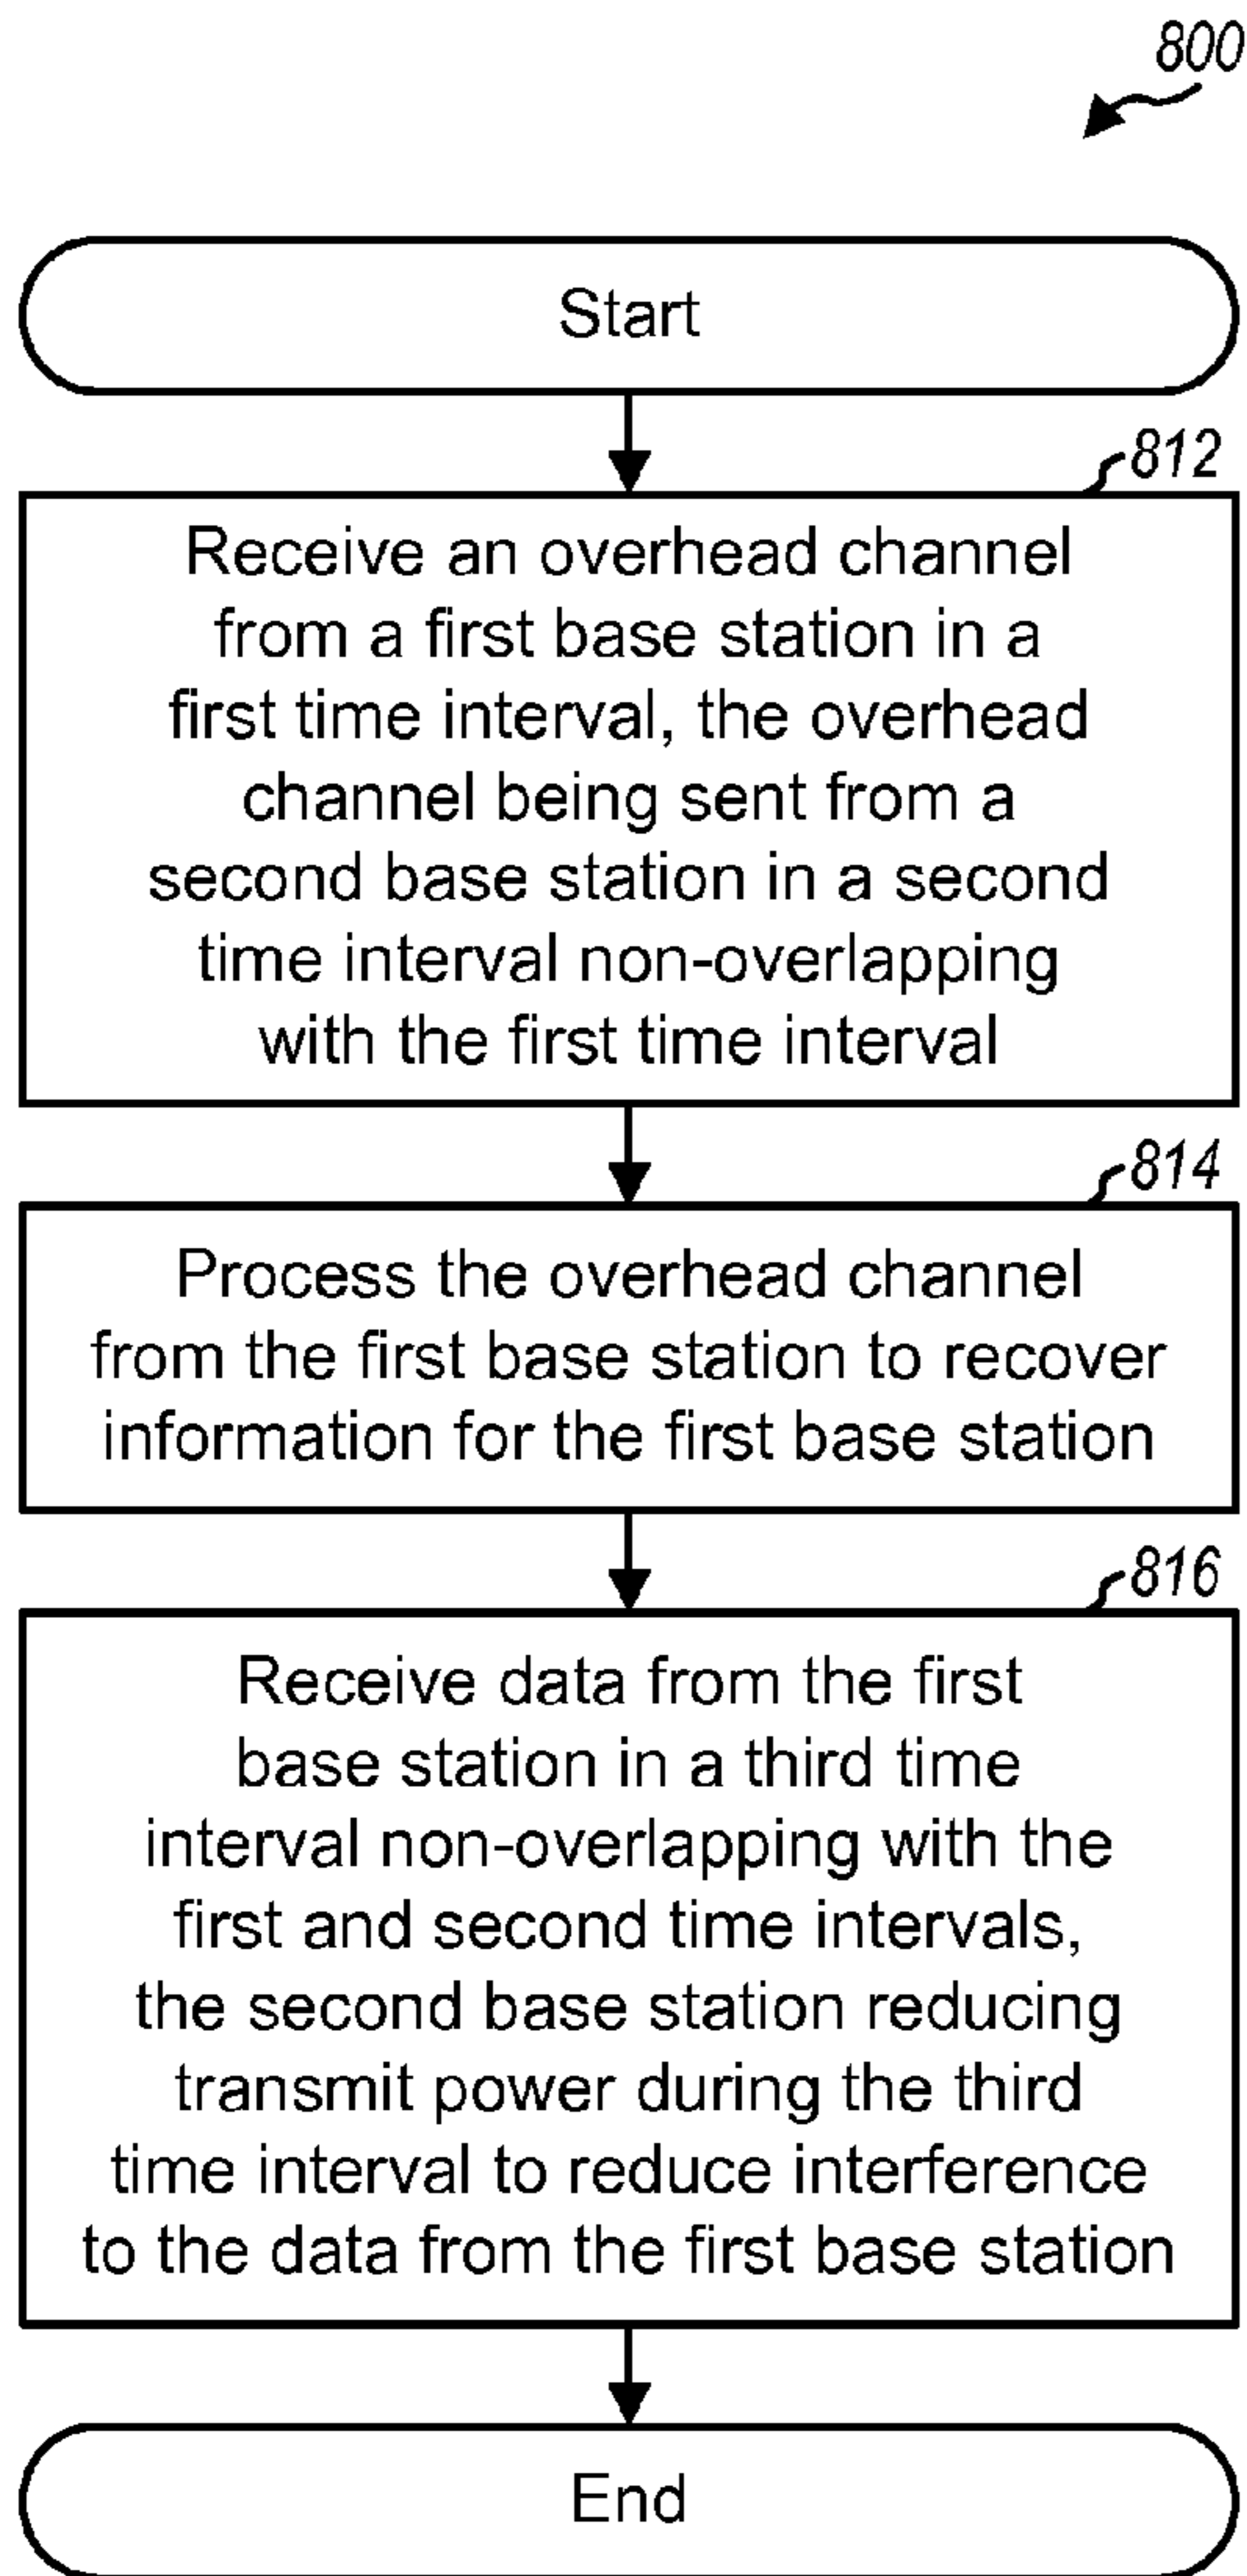 800
Start
812
Receive an overhead channel
from a first base station in a
first time interval, the overhead
channel being sent from a
second base station in a second
time interval non-overlapping
with the first time interval
814
Process the overhead channel
from the first base station to recover
information for the first base station
816
Receive data from the first
base station in a third time
interval non-overlapping with the
first and second time intervals,
the second base station reducing
transmit power during the third
time interval to reduce interference
to the data from the first base station
End